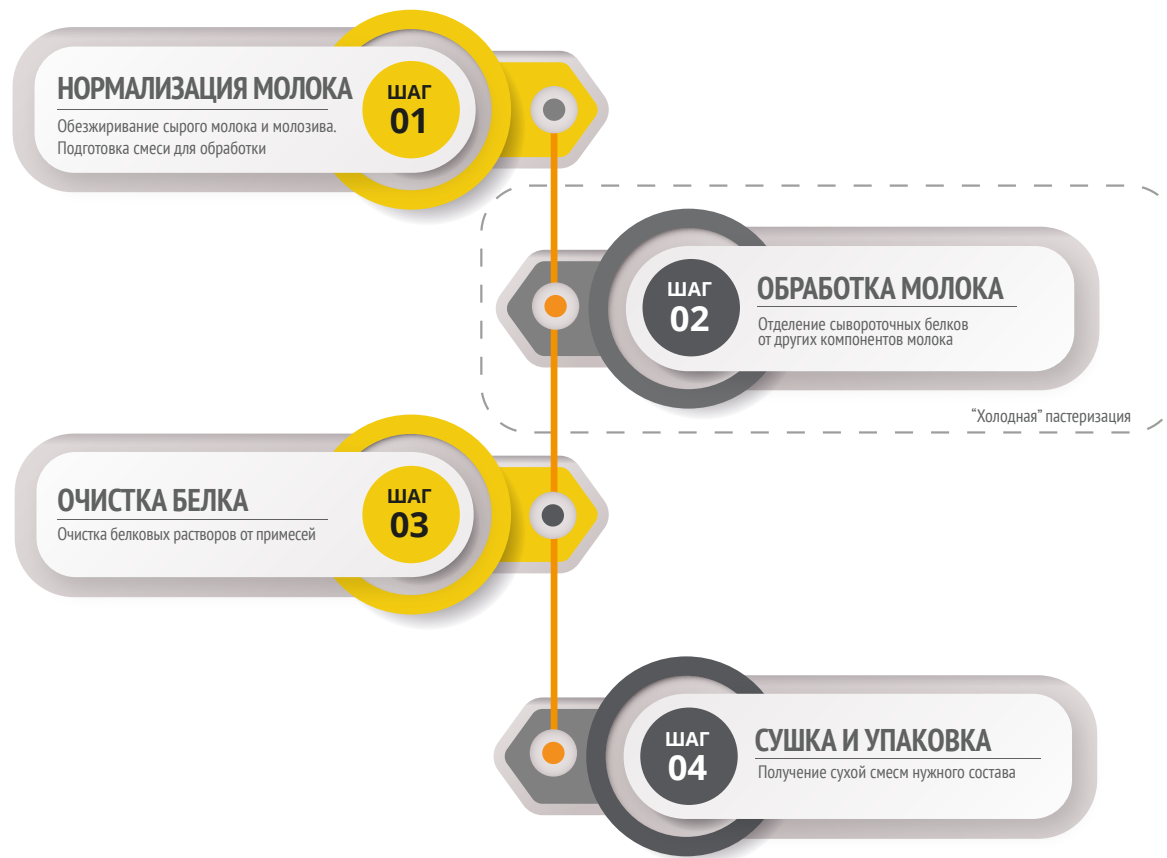 НОРМАЛИЗАЦИЯ МОЛОКА
Обезжиривание сырого молока и молозива.
Подготовка смеси для обработки
ШАГ
01
ШАГ
02
ОБРАБОТКА МОЛОКА
Отделение сывороточных белков
от других компонентов молока
“Холодная” пастеризация
ОЧИСТКА БЕЛКА
Очистка белковых растворов от примесей
ШАГ
03
ШАГ
04
СУШКА И УПАКОВКА
Получение сухой смесм нужного состава